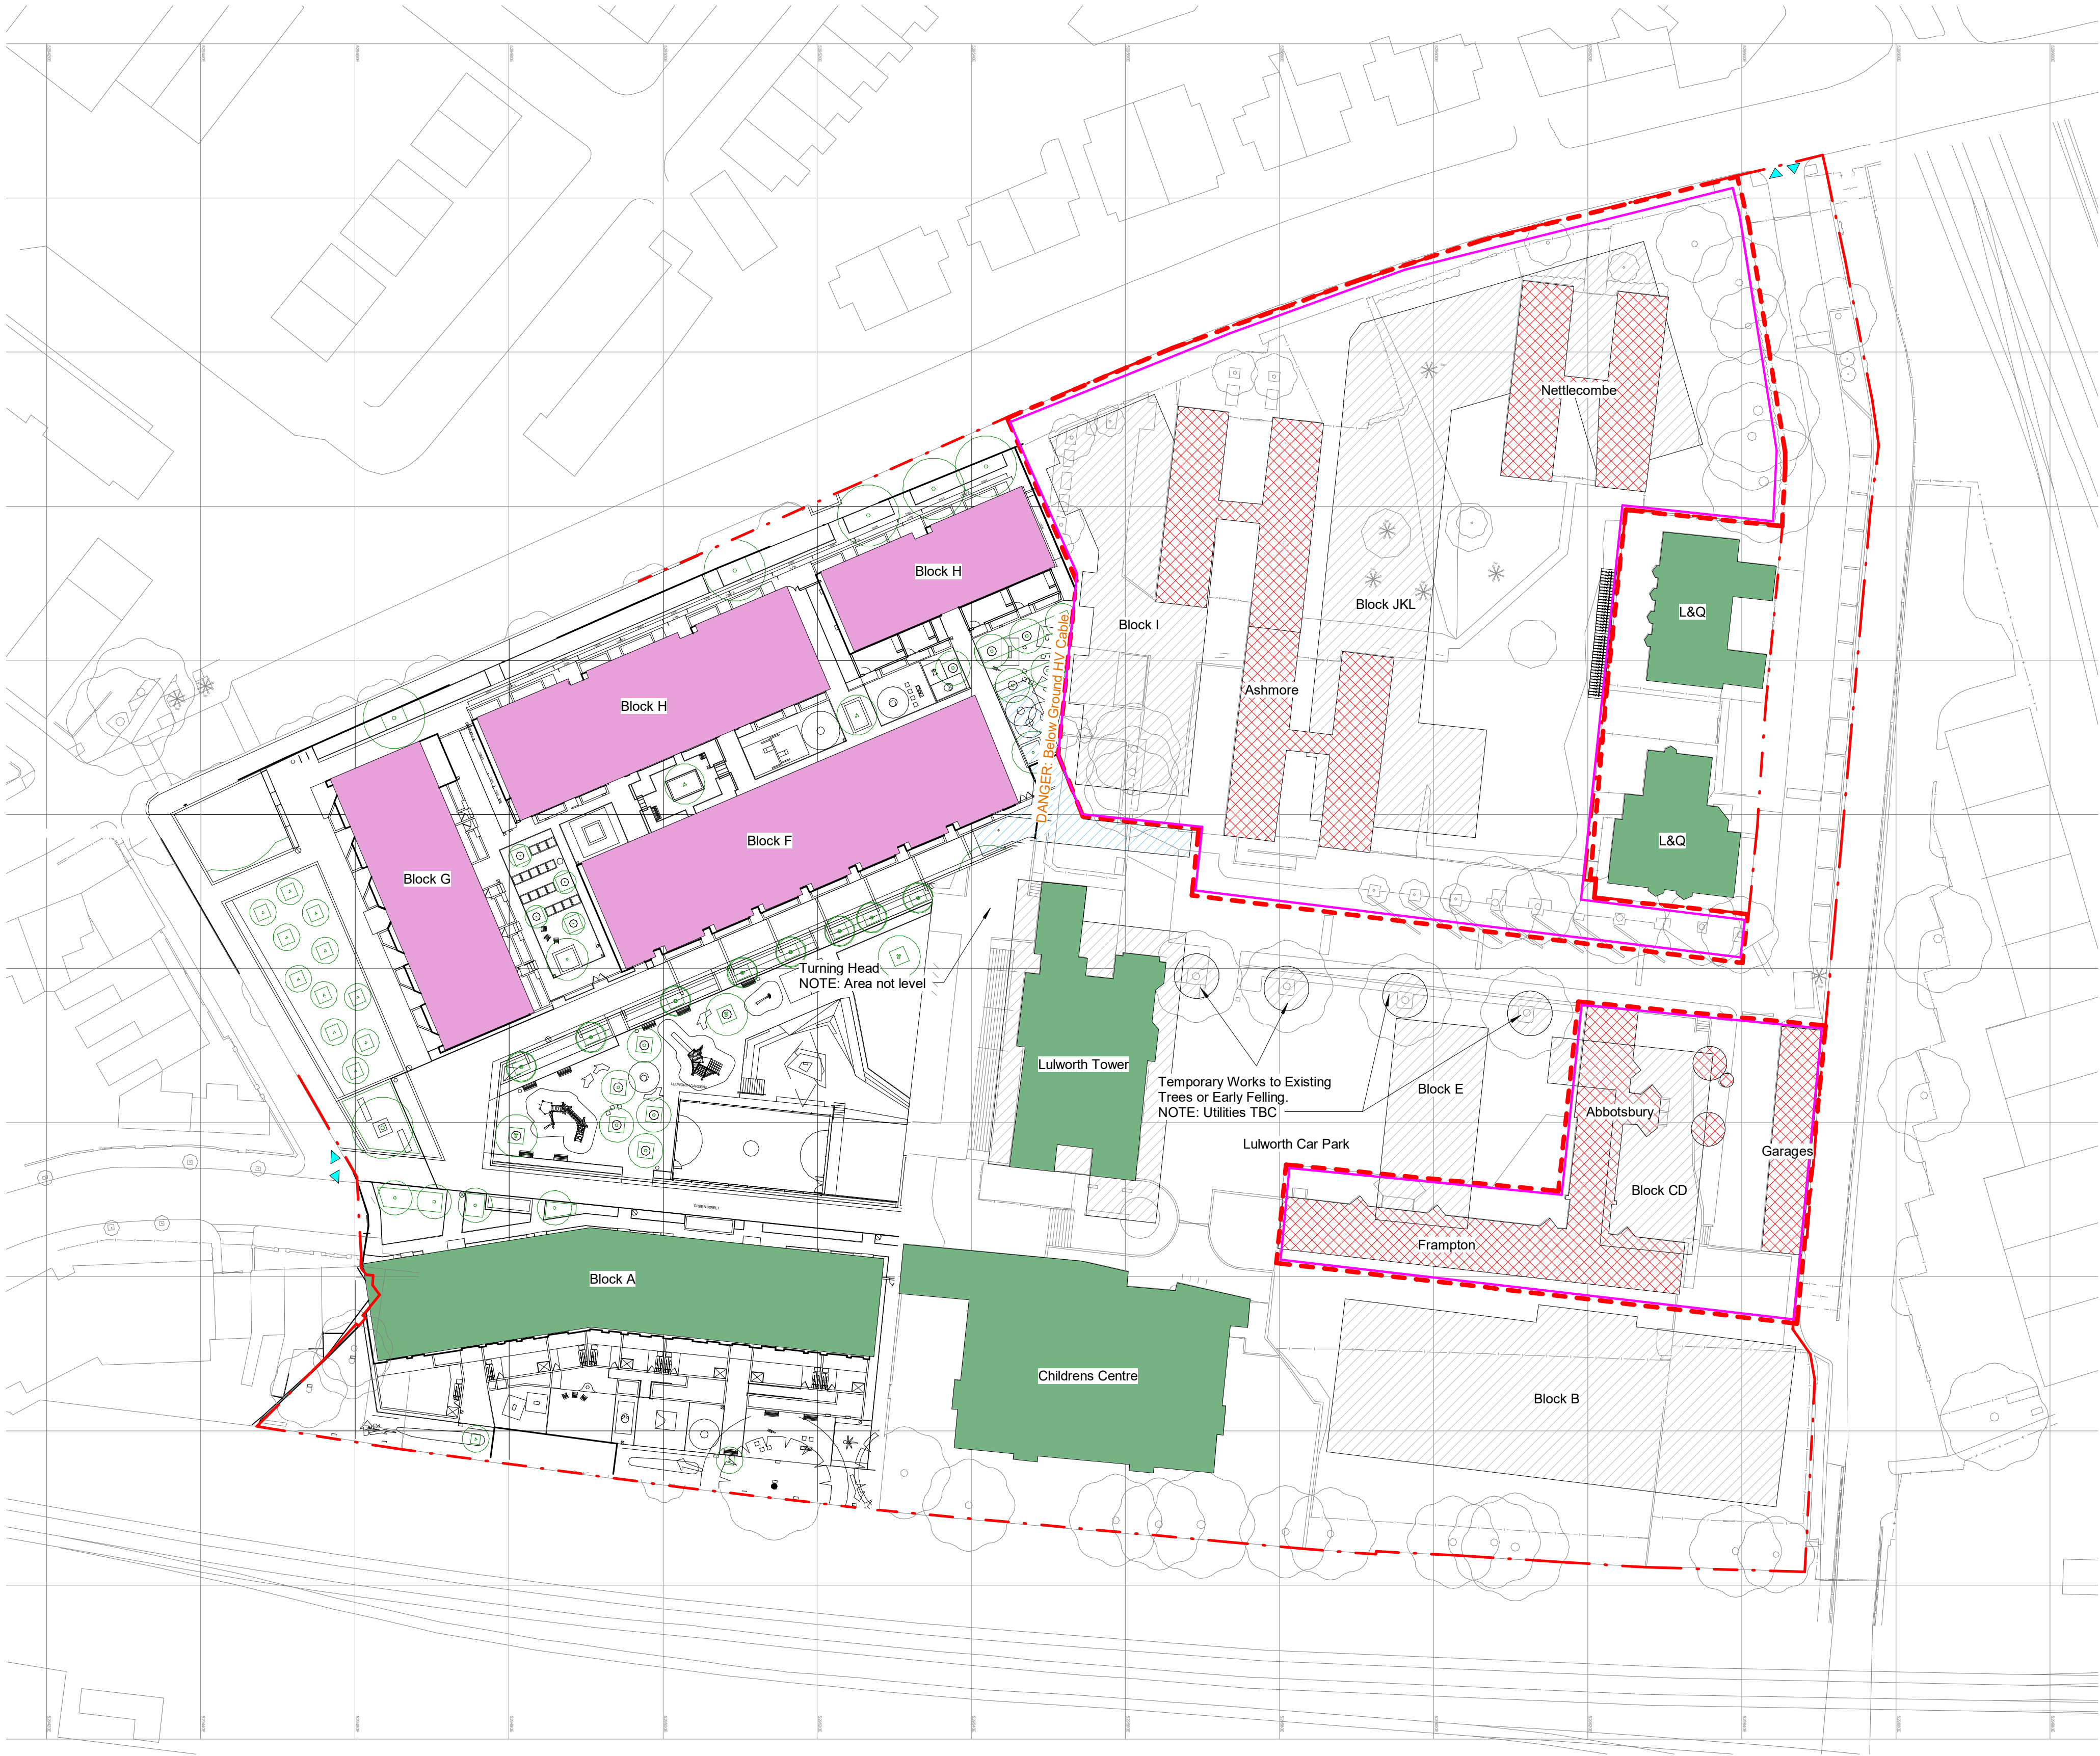 Nettlecombe
Block H
Block I
Block JKL
L&Q
Ashmore
Block H
DANGER: Below Ground HV Cable
Block F
L&Q
Block G
Turning Head
NOTE: Area not level
Lulworth Tower
Temporary Works to Existing
Trees or Early Felling.
NOTE: Utilities TBC
Block E
Abbotsbury
Lulworth Car Park
Garages
Block CD
Frampton
Block A
Childrens Centre
Block B